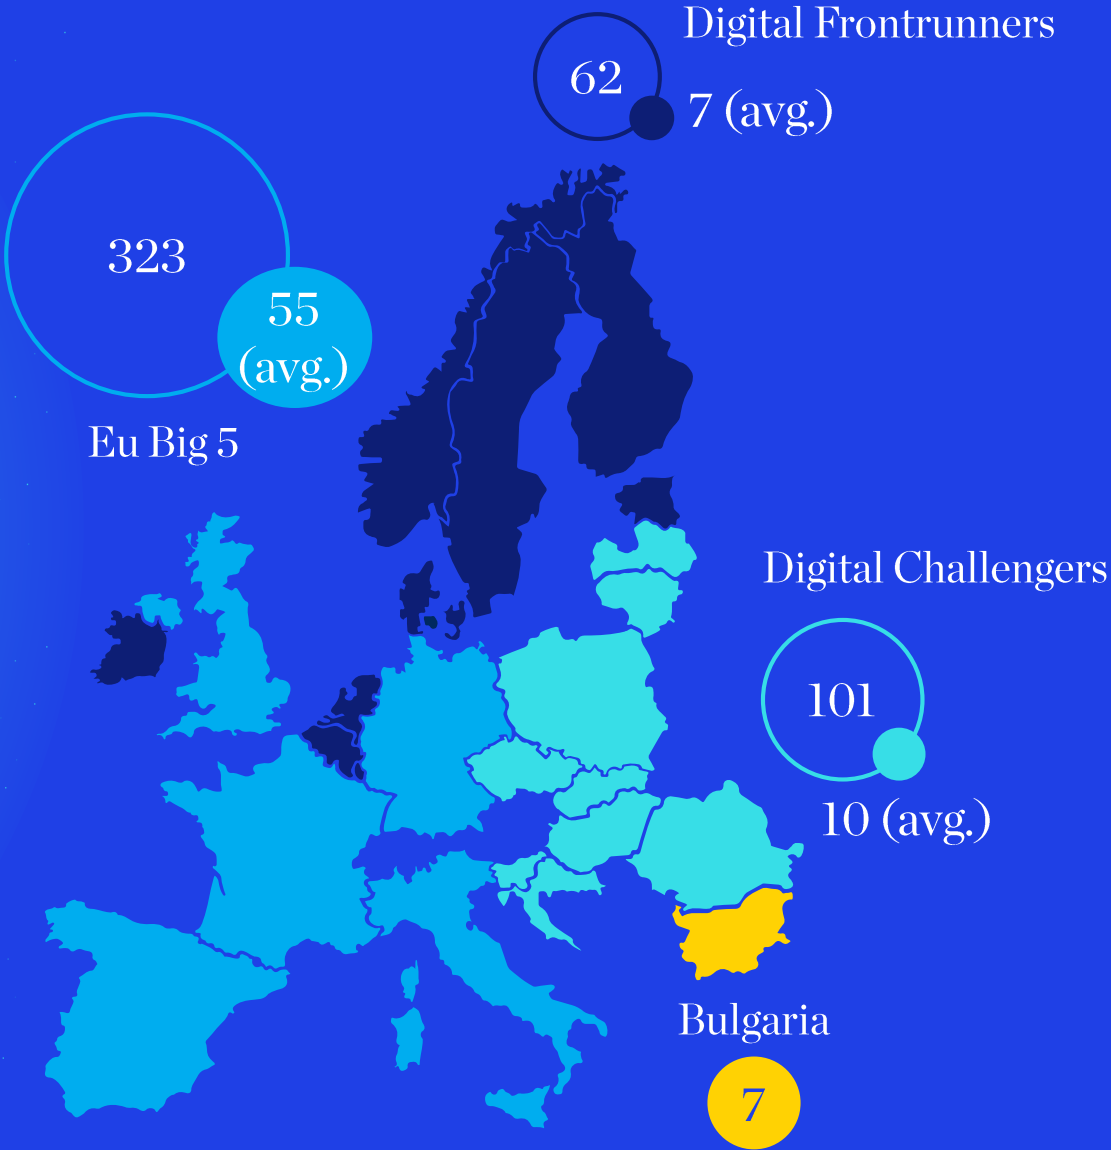 Digital Frontrunners
62
7 (avg.)
323
55
(avg.)
Eu Big 5
Digital Challengers
101
10 (avg.)
Bulgaria
7